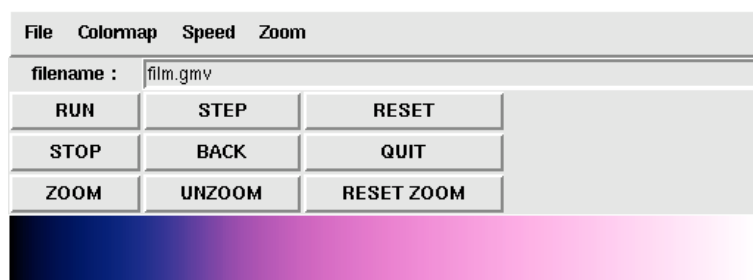 File Colormap Speed Zoom
filename : film.gmv
RUN STEP RESET
STOP BACK QUIT
ZOOM UNZOOM RESET ZOOM